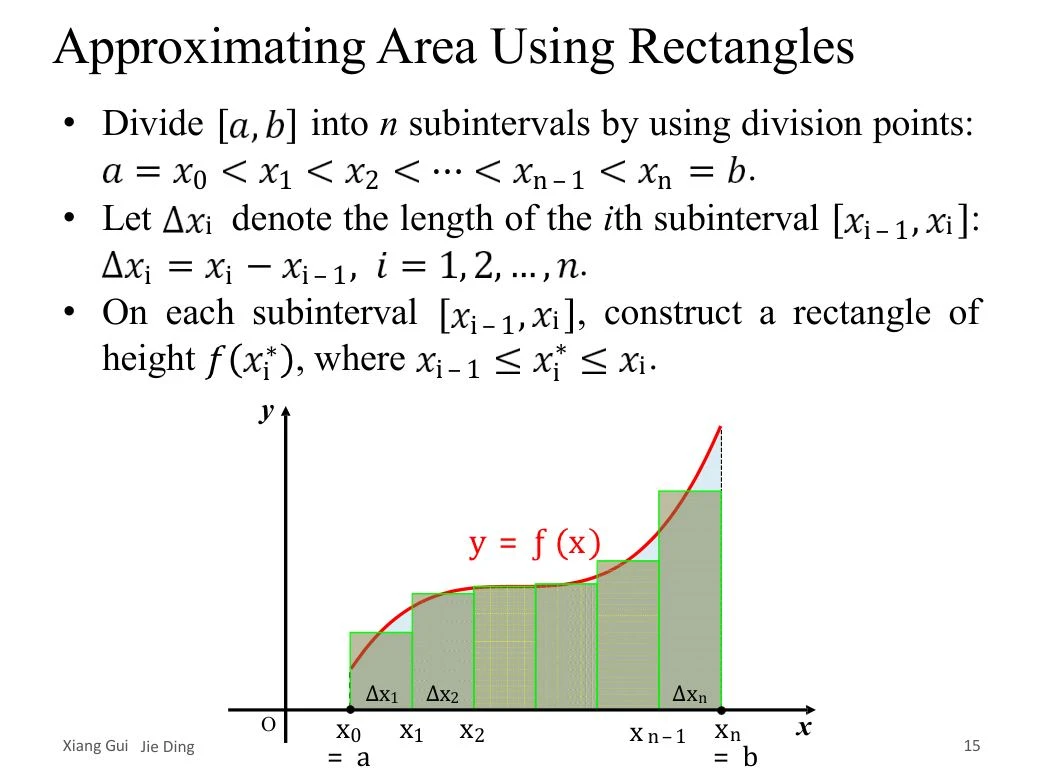 Approximating Area Using Rectangles
• Divide [a, b] into n subintervals by using division points:
a = x₀ < x₁ < x₂ < ⋯ < xₙ₋₁ < xₙ = b.
• Let Δxᵢ denote the length of the ith subinterval [xᵢ₋₁, xᵢ]:
Δxᵢ = xᵢ − xᵢ₋₁, i = 1, 2, … , n.
• On each subinterval [xᵢ₋₁, xᵢ], construct a rectangle of
height f(xᵢ*), where xᵢ₋₁ ≤ xᵢ* ≤ xᵢ.
y
y = f (x)
Δx₁ Δx₂ Δxₙ
O x₀ x₁ x₂ xₙ₋₁ xₙ x
= a = b
Xiang Gui Jie Ding 15